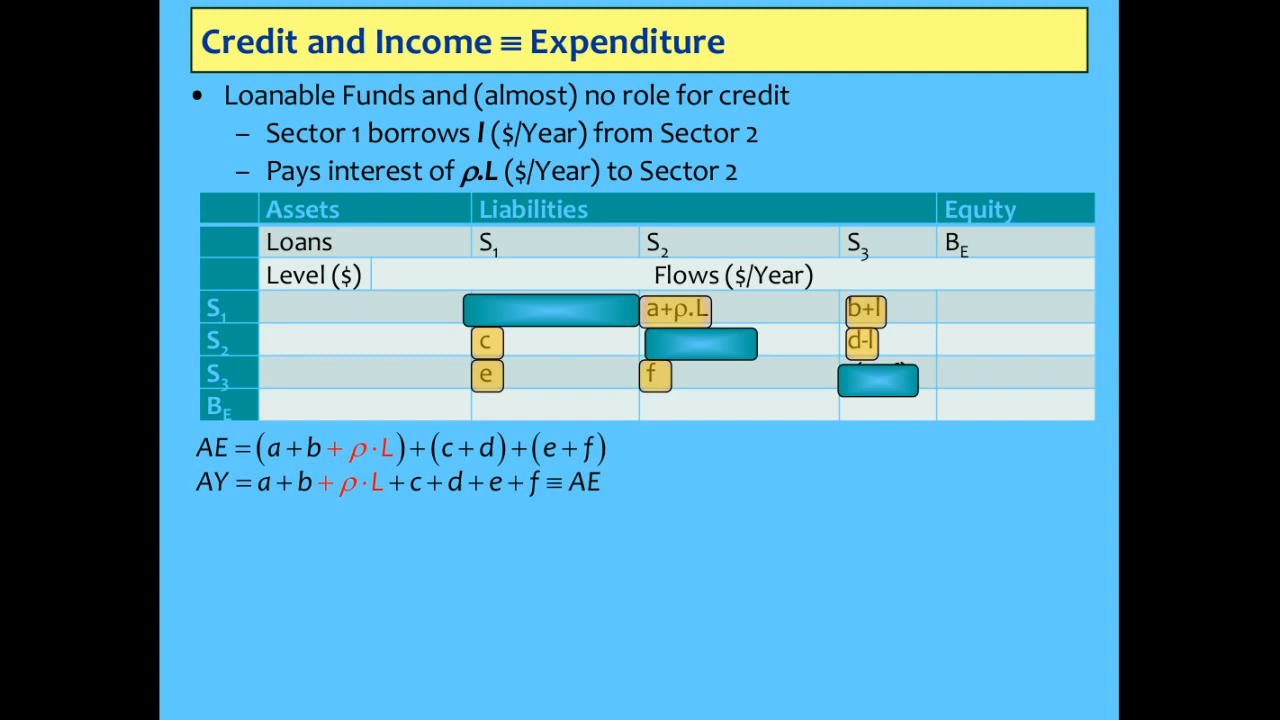 Credit and Income ≡ Expenditure
• Loanable Funds and (almost) no role for credit
– Sector 1 borrows l ($/Year) from Sector 2
– Pays interest of ρ.L ($/Year) to Sector 2
Assets Liabilities Equity
Loans S₁ S₂ S₃ B_E
Level ($) Flows ($/Year)
S₁ a+ρ.L b+l
S₂ c d-l
S₃ e f
B_E
AE = (a + b + ρ · L) + (c + d) + (e + f)
AY = a + b + ρ · L + c + d + e + f ≡ AE